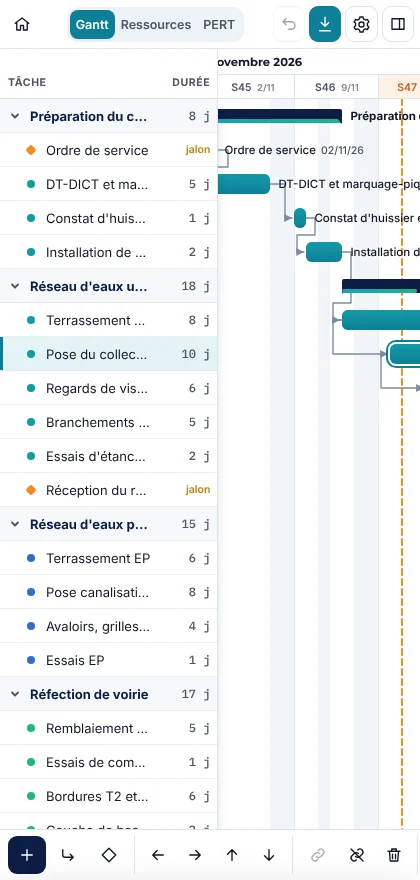 Gantt Ressources PERT
ovembre 2026
TÂCHE DURÉE S45 2/11 S46 9/11 S47
Préparation du c... 8 j Préparation
Ordre de service jalon Ordre de service 02/11/26
DT-DICT et ma... 5 j DT-DICT et marquage-piq
Constat d'huis... 1 j Constat d'huissier e
Installation de ... 2 j Installation d
Réseau d'eaux u... 18 j
Terrassement ... 8 j
Pose du collec... 10 j
Regards de vis... 6 j
Branchements ... 5 j
Essais d'étanc... 2 j
Réception du r... jalon
Réseau d'eaux p... 15 j
Terrassement EP 6 j
Pose canalisati... 8 j
Avaloirs, grilles... 4 j
Essais EP 1 j
Réfection de voirie 17 j
Remblaiement ... 5 j
Essais de com... 1 j
Bordures T2 et... 6 j